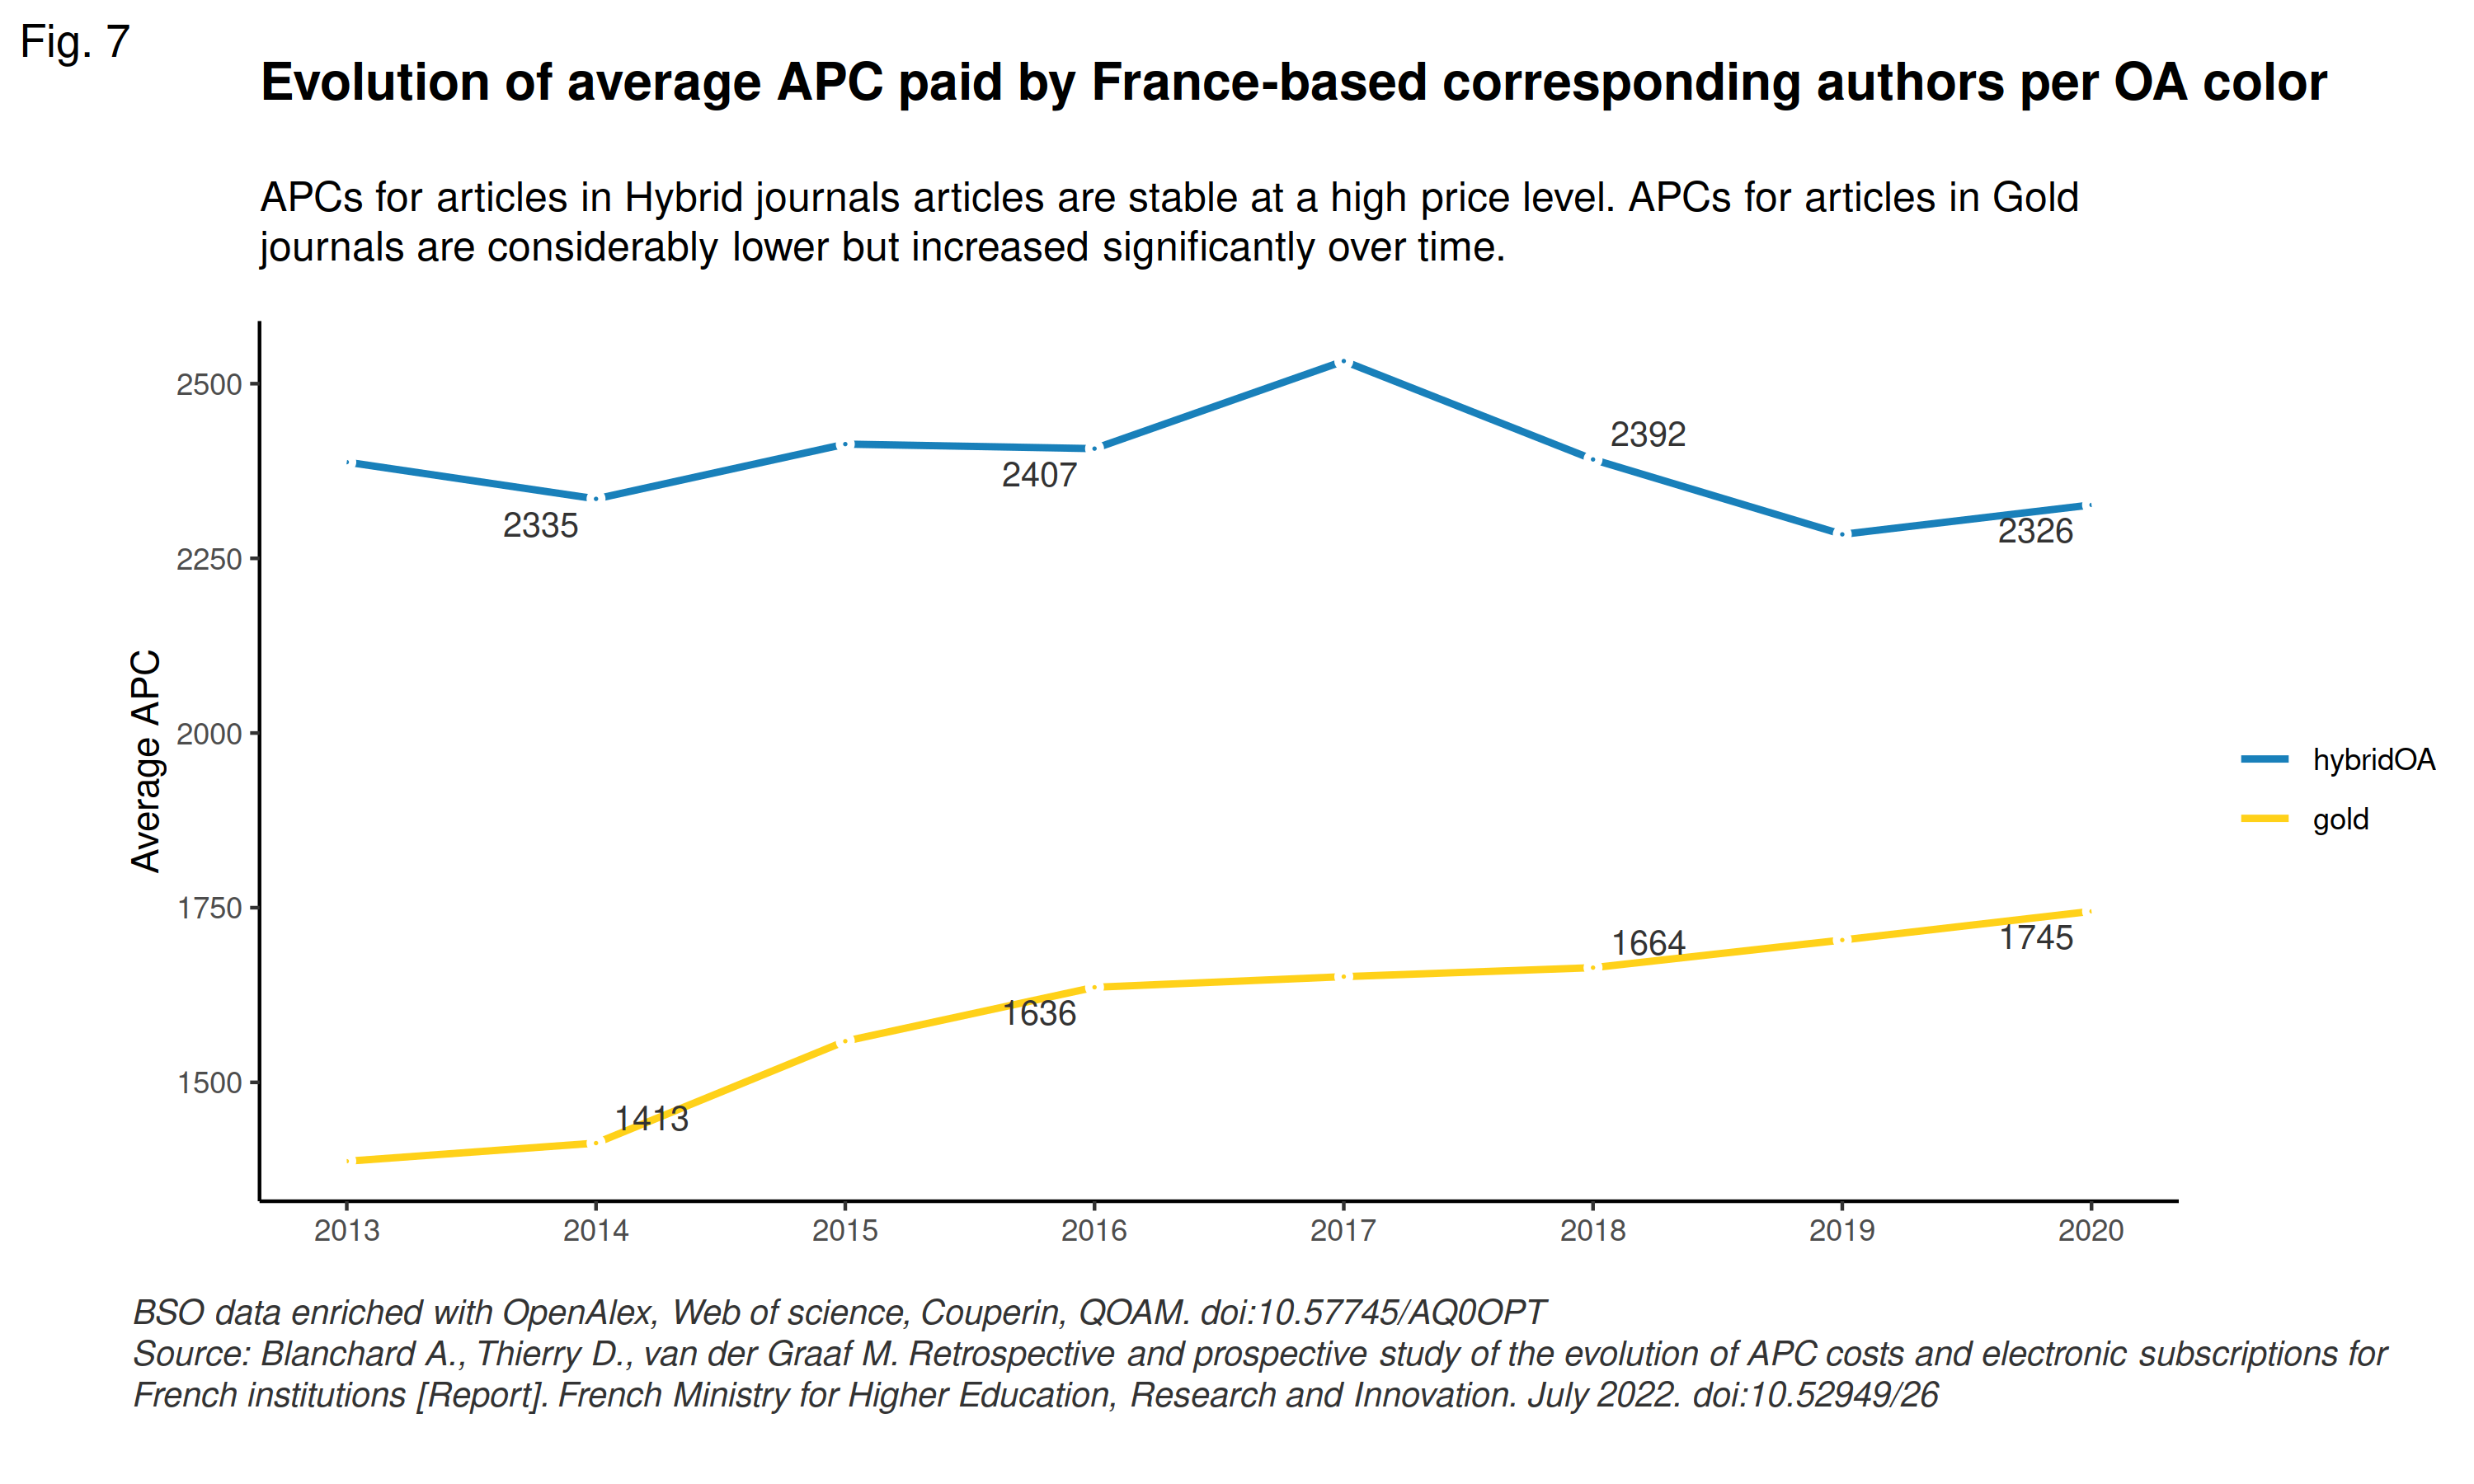 Fig. 7
Evolution of average APC paid by France-based corresponding authors per OA color
APCs for articles in Hybrid journals articles are stable at a high price level. APCs for articles in Gold
journals are considerably lower but increased significantly over time.
2500
2250
2000
1750
1500
Average APC
2335
2407
2392
2326
1413
1636
1664
1745
hybridOA
gold
2013
2014
2015
2016
2017
2018
2019
2020
BSO data enriched with OpenAlex, Web of science, Couperin, QOAM. doi:10.57745/AQ0OPT
Source: Blanchard A., Thierry D., van der Graaf M. Retrospective and prospective study of the evolution of APC costs and electronic subscriptions for
French institutions [Report]. French Ministry for Higher Education, Research and Innovation. July 2022. doi:10.52949/26